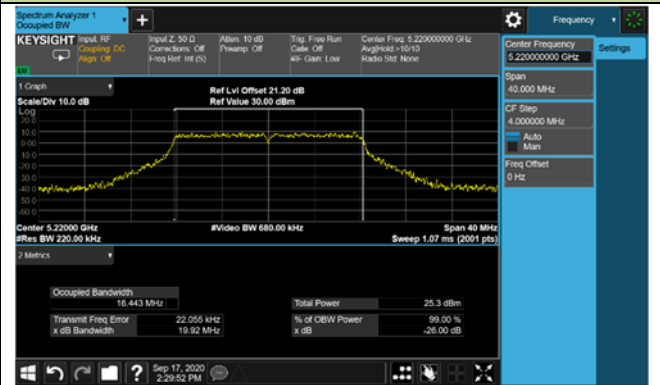 Spectrum Analyzer 1
Occupied BW
+
Frequency
KEYSIGHT
Input: RF
Coupling: DC
Align: Off
Input Z: 50 Ω
Corrections: Off
Freq Ref: Int (S)
Atten: 10 dB
Preamp: Off
Trig: Free Run
Gate: Off
#IF Gain: Low
Center Freq: 5.220000000 GHz
Avg|Hold:>10/10
Radio Std: None
LXI
Center Frequency
5.220000000 GHz
Settings
Span
40.000 MHz
CF Step
4.000000 MHz
Auto
Man
Freq Offset
0 Hz
1 Graph
Scale/Div 10.0 dB
Ref Lvl Offset 21.20 dB
Ref Value 30.00 dBm
Log
20.0
10.0
0.00
-10.0
-20.0
-30.0
-40.0
-50.0
-60.0
Center 5.22000 GHz
#Video BW 680.00 kHz
Span 40 MHz
#Res BW 220.00 kHz
Sweep 1.07 ms (2001 pts)
2 Metrics
Occupied Bandwidth
16.443 MHz
Total Power
25.3 dBm
Transmit Freq Error
22.055 kHz
% of OBW Power
99.00 %
x dB Bandwidth
19.92 MHz
x dB
-26.00 dB
?
Sep 17, 2020
2:29:52 PM